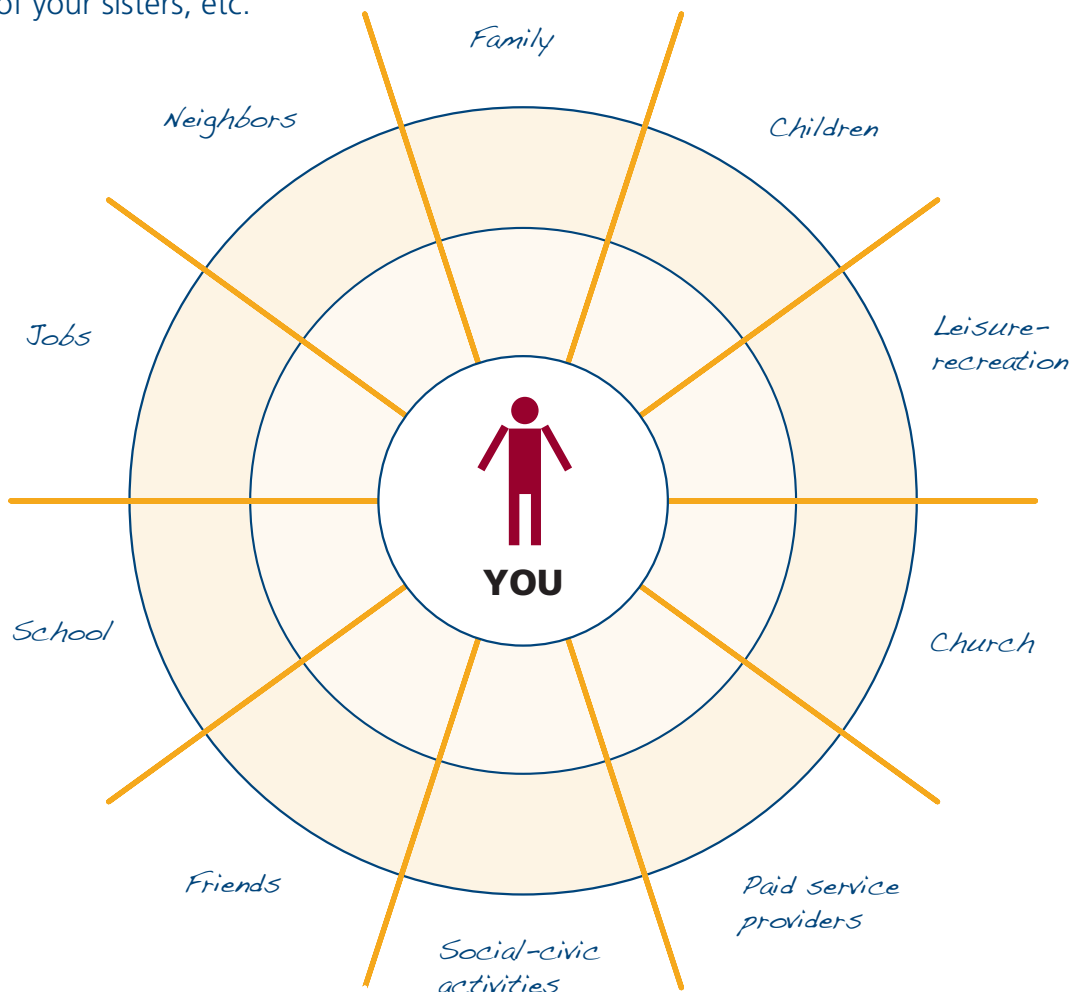 of your sisters, etc.
Family
Neighbors
Children
Jobs
Leisure-
recreation
YOU
School
Church
Friends
Paid service
providers
Social-civic
activities